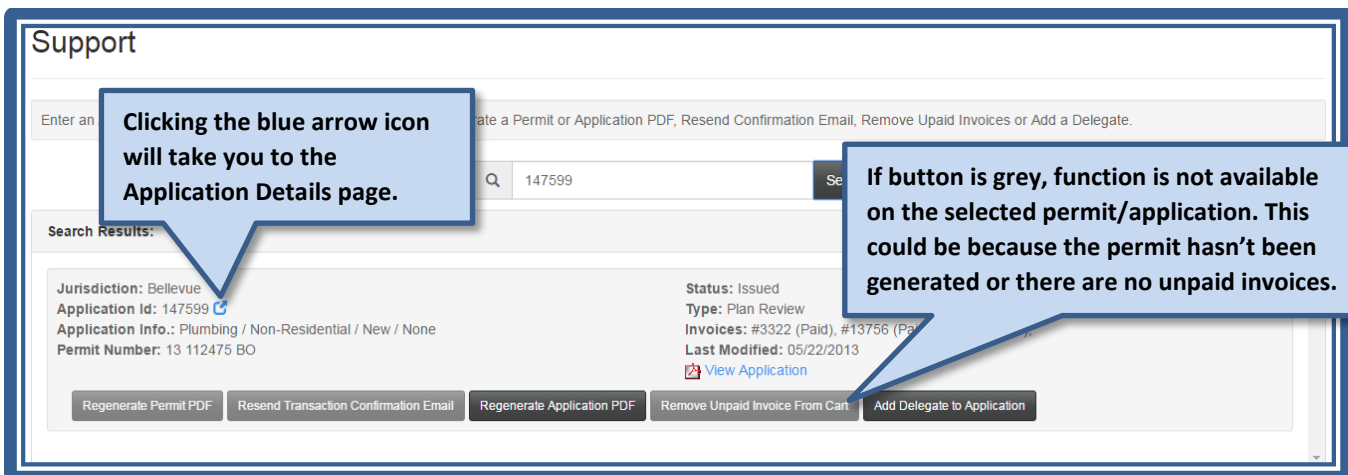 Support
Enter an
Clicking the blue arrow icon
will take you to the
Application Details page.
a Permit or Application PDF, Resend Confirmation Email, Remove Upaid Invoices or Add a Delegate.
147599
If button is grey, function is not available
on the selected permit/application. This
could be because the permit hasn’t been
generated or there are no unpaid invoices.
Search Results:
Jurisdiction: Bellevue
Application Id: 147599
Application Info.: Plumbing / Non-Residential / New / None
Permit Number: 13 112475 BO
Status: Issued
Type: Plan Review
Invoices: #3322 (Paid), #13756
Last Modified: 05/22/2013
View Application
Regenerate Permit PDF
Resend Transaction Confirmation Email
Regenerate Application PDF
Remove Unpaid Invoice From Cart
Add Delegate to Application